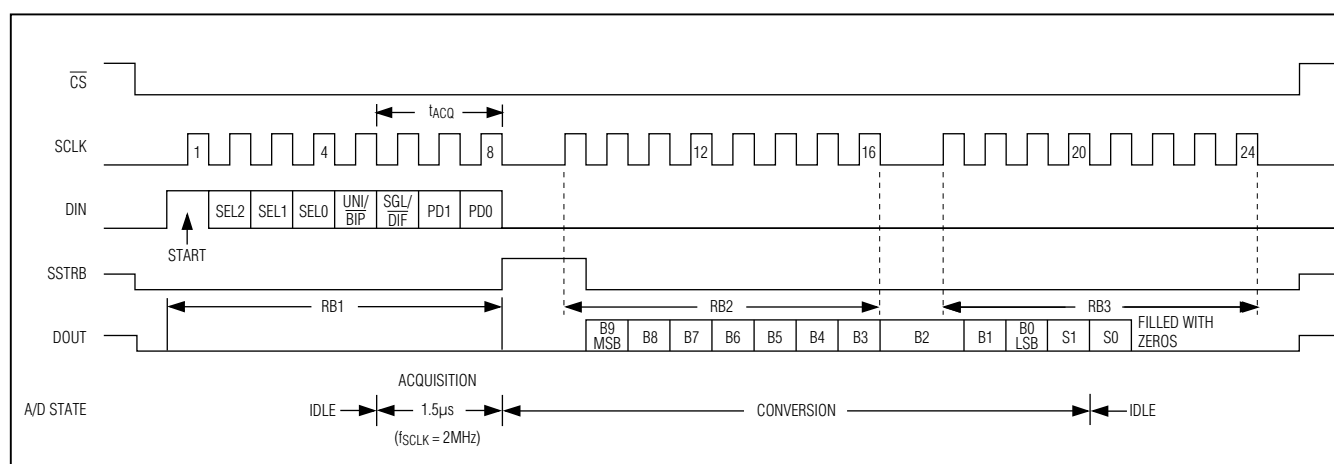 CS
tACQ
SCLK 1 4 8 12 16 20 24
DIN SEL2 SEL1 SEL0 UNI/BIP SGL/DIF PD1 PD0
START
SSTRB
RB1 RB2 RB3
DOUT B9 MSB B8 B7 B6 B5 B4 B3 B2 B1 B0 LSB S1 S0 FILLED WITH ZEROS
ACQUISITION
A/D STATE IDLE 1.5µs CONVERSION IDLE
(fSCLK = 2MHz)